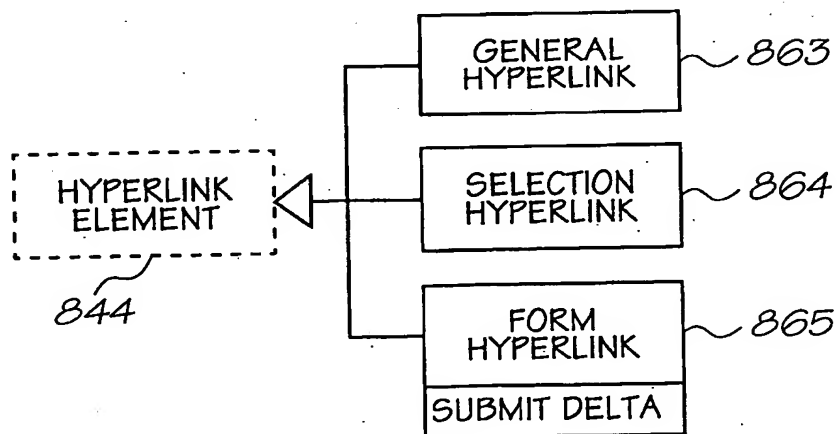 GENERAL
HYPERLINK
863
HYPERLINK
ELEMENT
844
SELECTION
HYPERLINK
864
FORM
HYPERLINK
865
SUBMIT DELTA